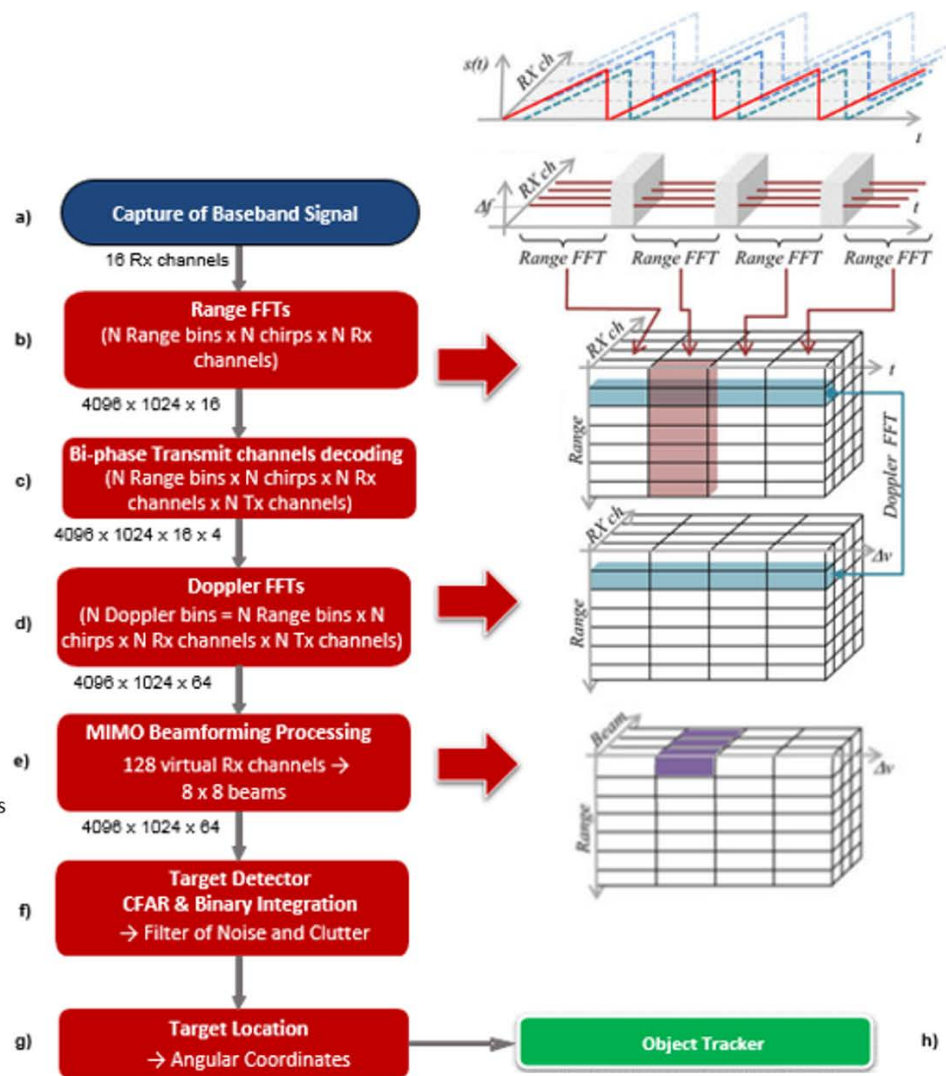 s(t)
RX ch
t
RX ch
Δf
t
Range FFT
Range FFT
Range FFT
Range FFT
a)
Capture of Baseband Signal
16 Rx channels
b)
Range FFTs
(N Range bins x N chirps x N Rx
channels)
4096 x 1024 x 16
RX ch
t
Range
Doppler FFT
c)
Bi-phase Transmit channels decoding
(N Range bins x N chirps x N Rx
channels x N Tx channels)
4096 x 1024 x 16 x 4
RX ch
Δv
Range
d)
Doppler FFTs
(N Doppler bins = N Range bins x N
chirps x N Rx channels x N Tx channels)
4096 x 1024 x 64
e)
MIMO Beamforming Processing
128 virtual Rx channels →
8 x 8 beams
s
4096 x 1024 x 64
Beam
Δv
Range
f)
Target Detector
CFAR & Binary Integration
→ Filter of Noise and Clutter
g)
Target Location
→ Angular Coordinates
Object Tracker
h)